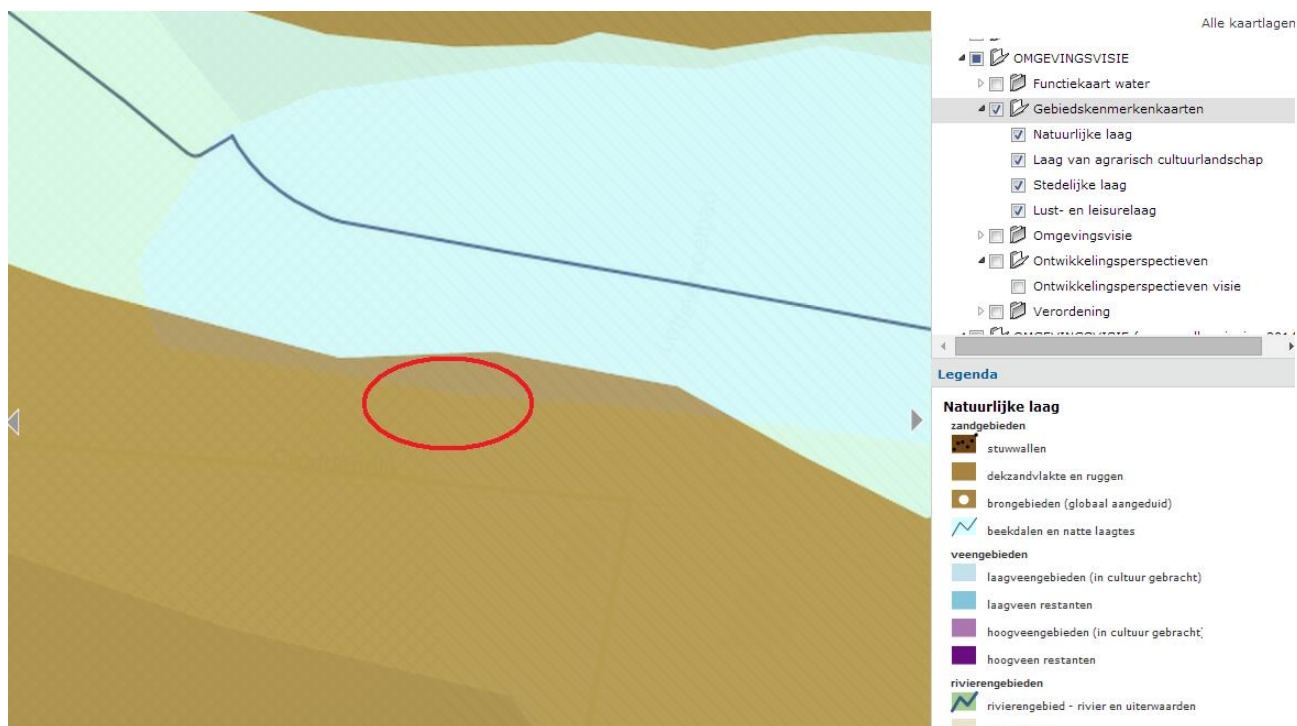 Alle kaartlagen
OMGEVINGSVISIE
Functiekaart water
Gebiedskenmerkenkaarten
Natuurlijke laag
Laag van agrarisch cultuurlandschap
Stedelijke laag
Lust- en leisurelaag
Omgevingsvisie
Ontwikkelingsperspectieven
Ontwikkelingsperspectieven visie
Verordening
Legenda
Natuurlijke laag
zandgebieden
stuwwallen
dekzandvlakte en ruggen
brongebieden (globaal aangeduid)
beekdalen en natte laagtes
veengebieden
laagveengebieden (in cultuur gebracht)
laagveen restanten
hoogveengebieden (in cultuur gebracht)
hoogveen restanten
rivierengebieden
rivierengebied - rivier en uiterwaarden